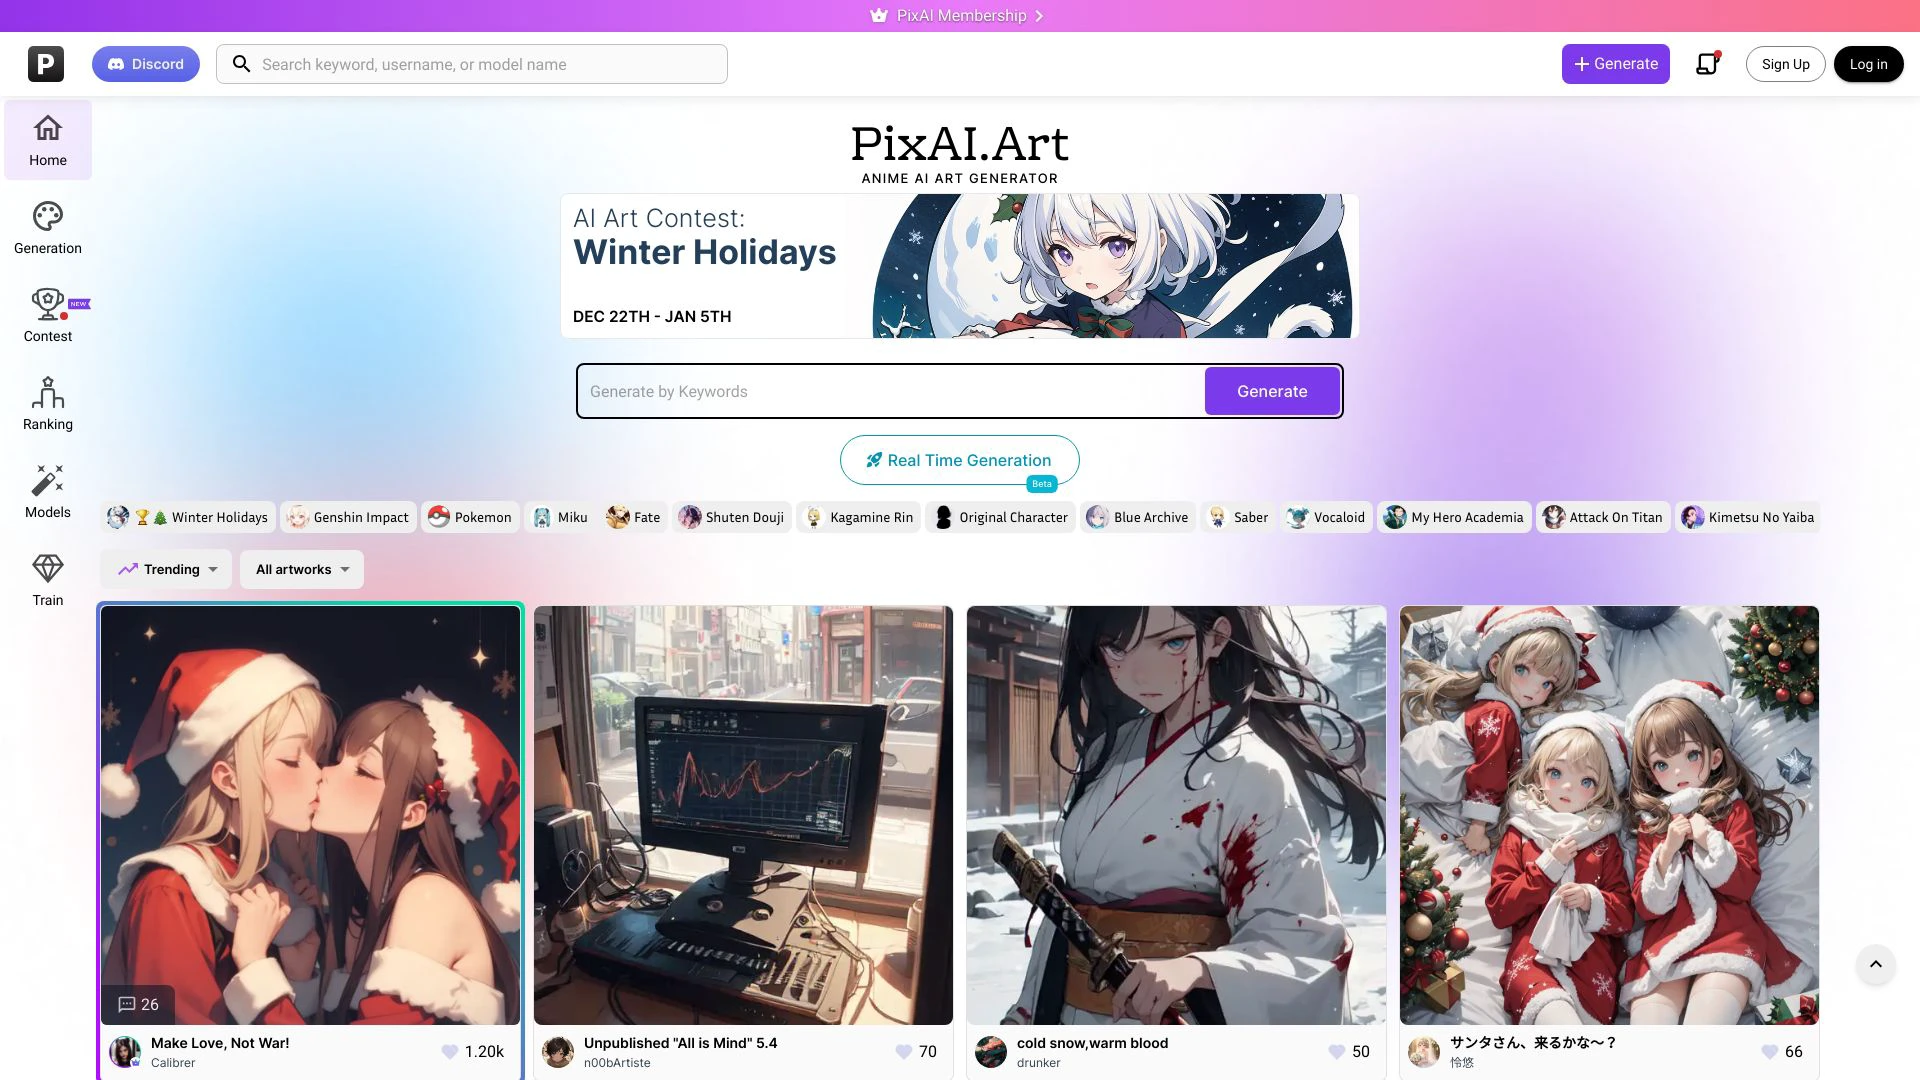 PixAI Membership
P
Discord
Search keyword, username, or model name
Generate
Sign Up
Log in
Home
Generation
NEW
Contest
Ranking
Models
Train
PixAI.Art
ANIME AI ART GENERATOR
AI Art Contest:
Winter Holidays
DEC 22TH - JAN 5TH
Generate by Keywords
Generate
Real Time Generation
Beta
🏆🎄 Winter Holidays
Genshin Impact
Pokemon
Miku
Fate
Shuten Douji
Kagamine Rin
Original Character
Blue Archive
Saber
Vocaloid
My Hero Academia
Attack On Titan
Kimetsu No Yaiba
Trending
All artworks
26
Make Love, Not War!
Calibrer
1.20k
Unpublished "All is Mind" 5.4
n00bArtiste
70
cold snow,warm blood
drunker
50
サンタさん、来るかな〜？
怜悠
66